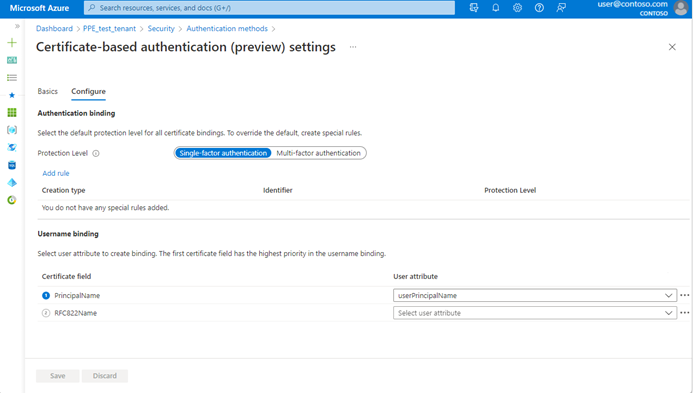 Microsoft Azure
Search resources, services, and docs (G+/)
user@contoso.com
CONTOSO
Dashboard > PPE_test_tenant > Security > Authentication methods >
Certificate-based authentication (preview) settings ...
Basics Configure
Authentication binding
Select the default protection level for all certificate bindings. To override the default, create special rules.
Protection Level Single-factor authentication Multi-factor authentication
Add rule
Creation type Identifier Protection Level
You do not have any special rules added.
Username binding
Select user attribute to create binding. The first certificate field has the highest priority in the username binding.
Certificate field User attribute
PrincipalName userPrincipalName
RFC822Name Select user attribute
Save Discard